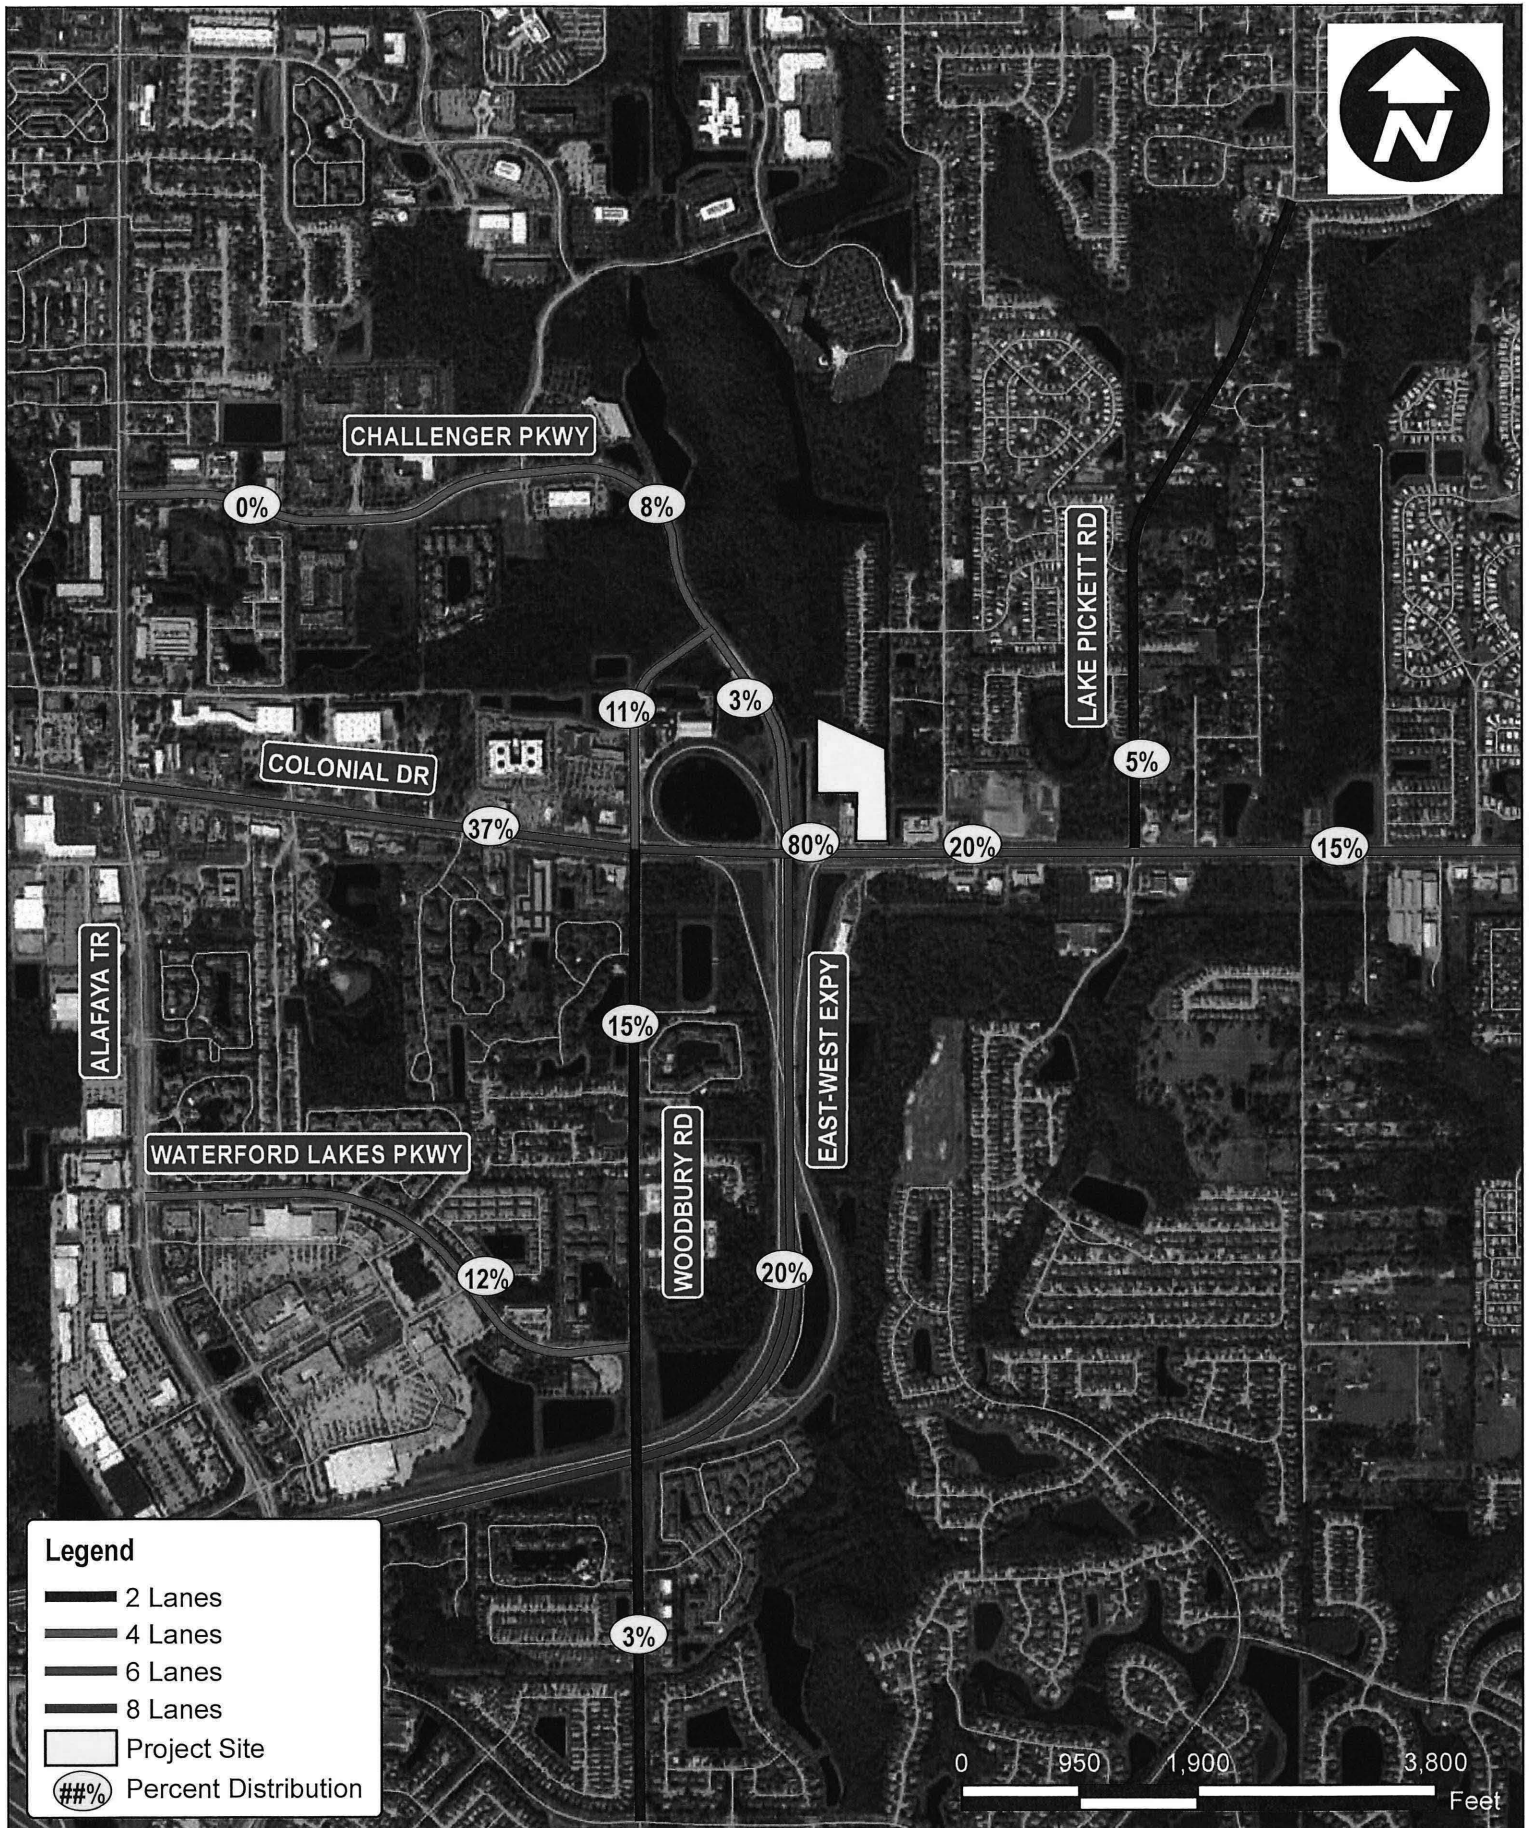 N
CHALLENGER PKWY
0%
8%
LAKE PICKETT RD
11%
3%
COLONIAL DR
5%
37%
80%
20%
15%
ALAFAYA TR
15%
EAST-WEST EXPY
WATERFORD LAKES PKWY
WOODBURY RD
12%
20%
Legend
2 Lanes
4 Lanes
6 Lanes
8 Lanes
Project Site
##% Percent Distribution
3%
0 950 1,900 3,800
Feet